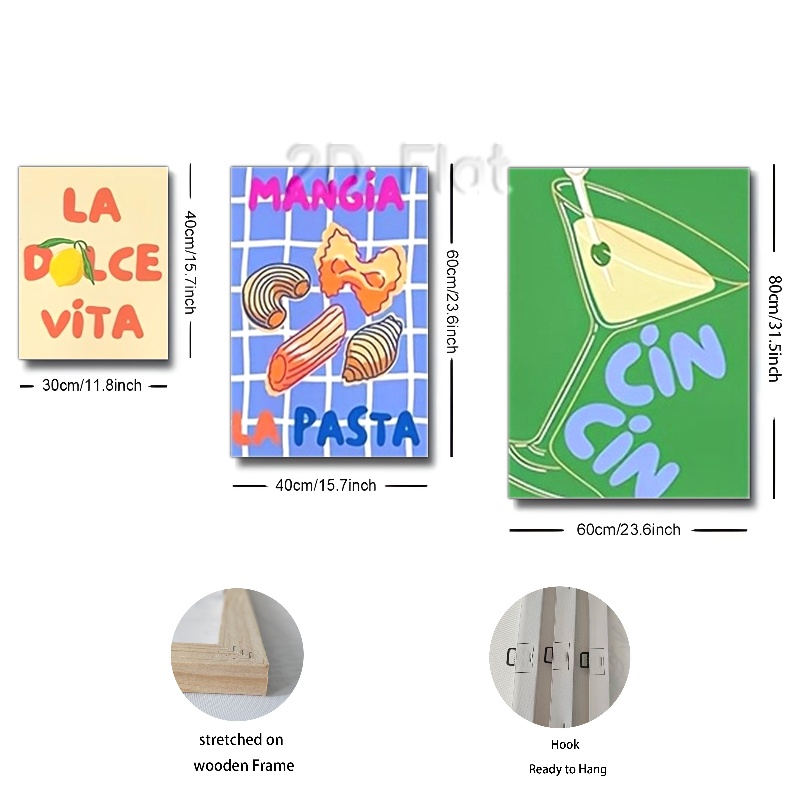 2D Flat
LA
DOLCE
ViTA
40cm/15.7inch
30cm/11.8inch
MANGiA
LA PASTA
60cm/23.6inch
40cm/15.7inch
CiN
CiN
80cm/31.5inch
60cm/23.6inch
stretched on
wooden Frame
Hook
Ready to Hang